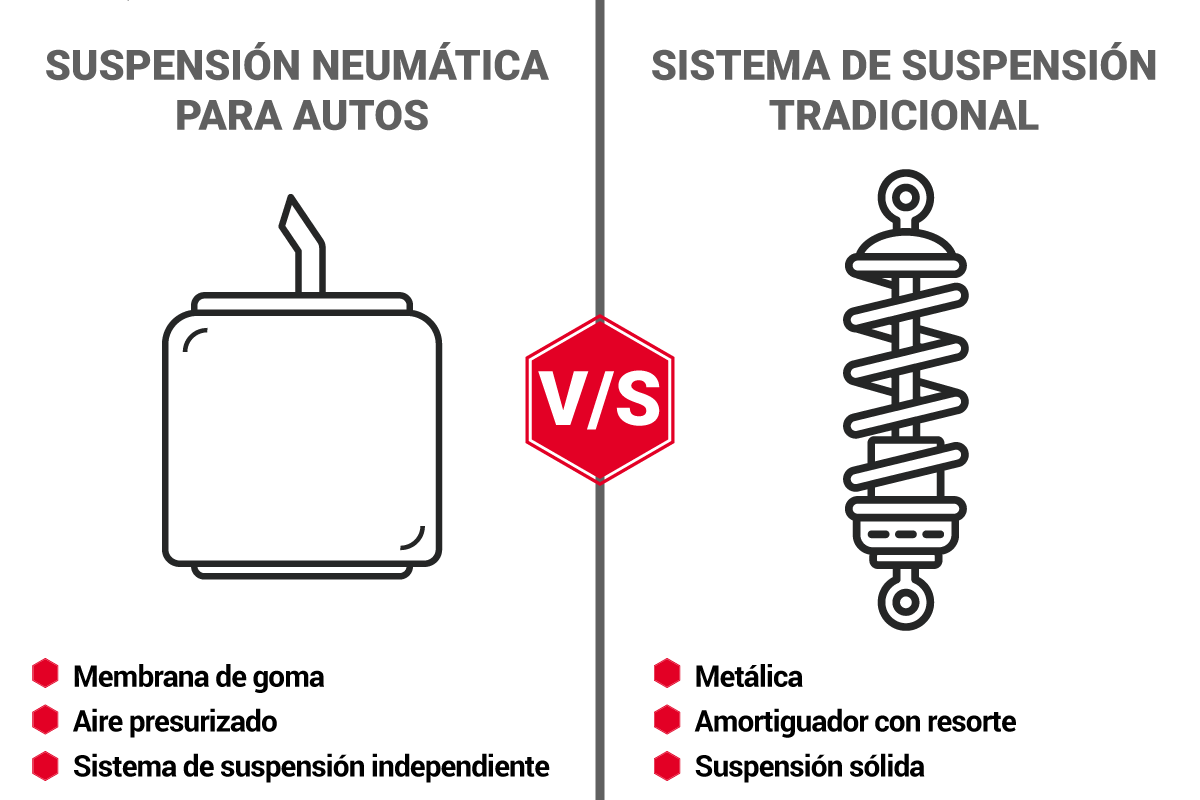 SUSPENSIÓN NEUMÁTICA
PARA AUTOS
Membrana de goma
Aire presurizado
Sistema de suspensión independiente
V/S
SISTEMA DE SUSPENSIÓN
TRADICIONAL
Metálica
Amortiguador con resorte
Suspensión sólida